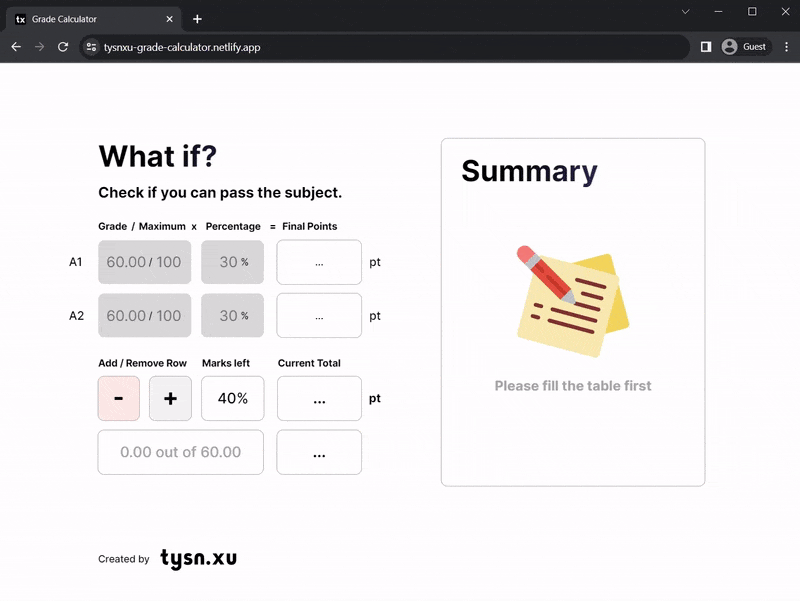 tx Grade Calculator
tysnxu-grade-calculator.netlify.app
Guest
What if?
Check if you can pass the subject.
Grade / Maximum x Percentage = Final Points
A1 60.00 / 100 30 % ... pt
A2 60.00 / 100 30 % ... pt
Add / Remove Row Marks left Current Total
- + 40% ... pt
0.00 out of 60.00 ...
Summary
Please fill the table first
Created by tysn.xu